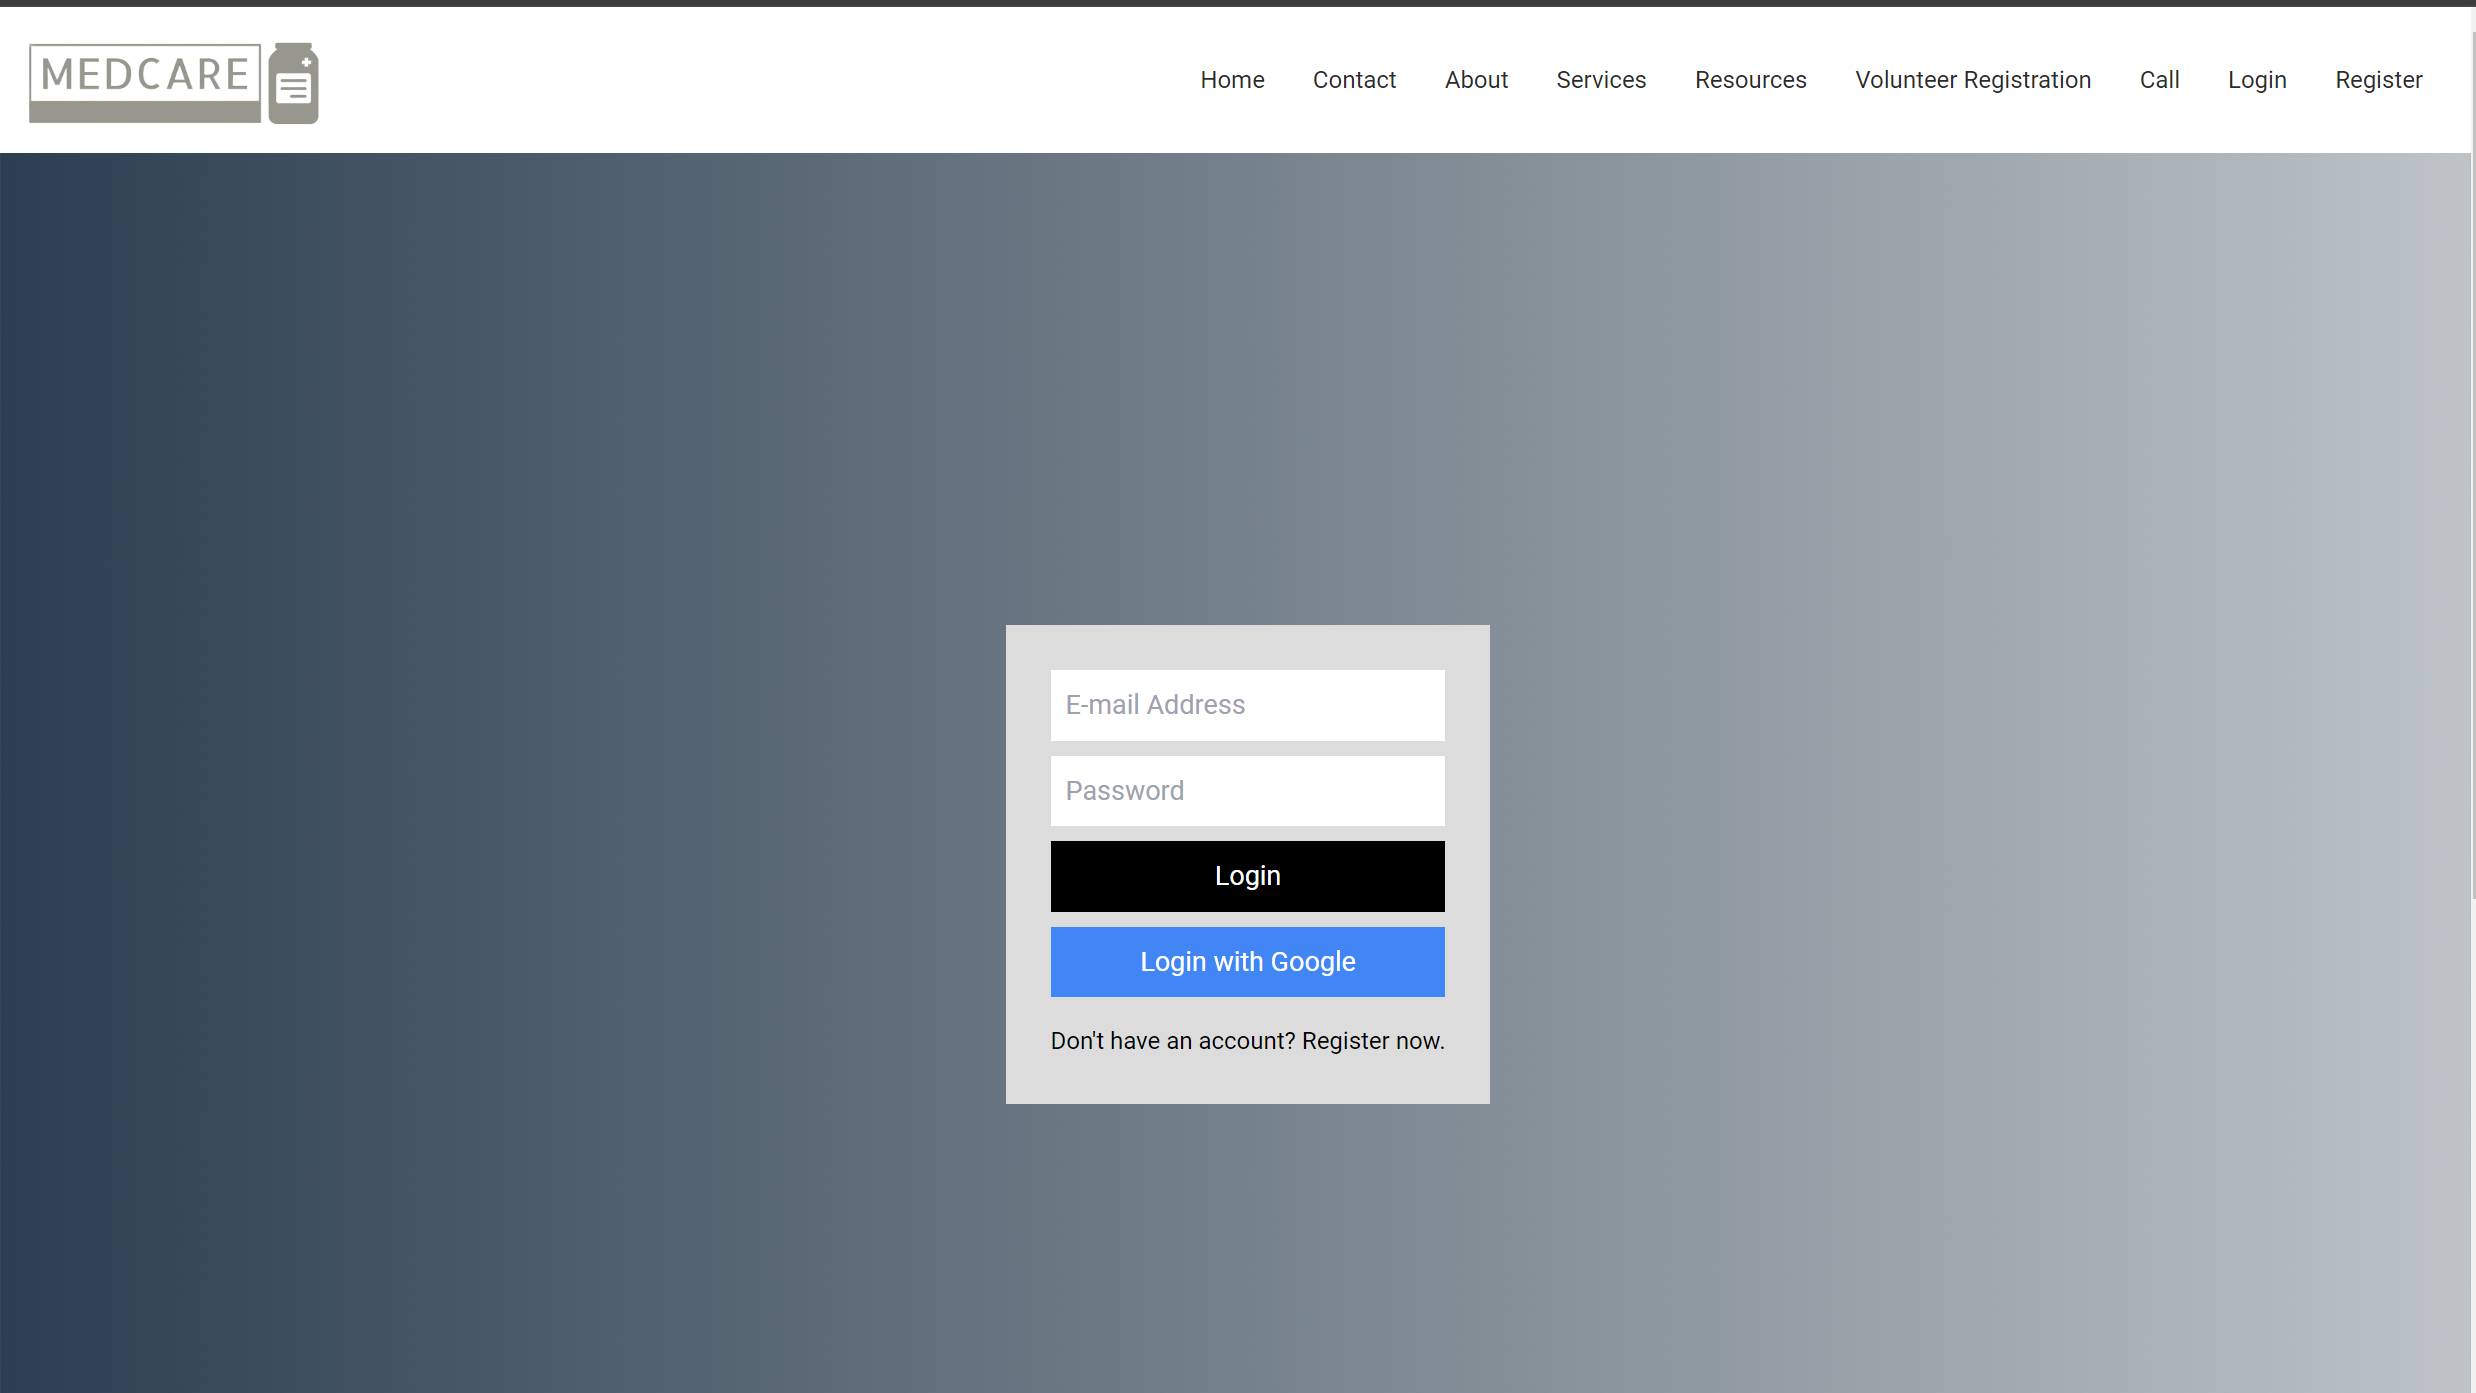 MEDCARE
Home Contact About Services Resources Volunteer Registration Call Login Register
E-mail Address
Password
Login
Login with Google
Don't have an account? Register now.